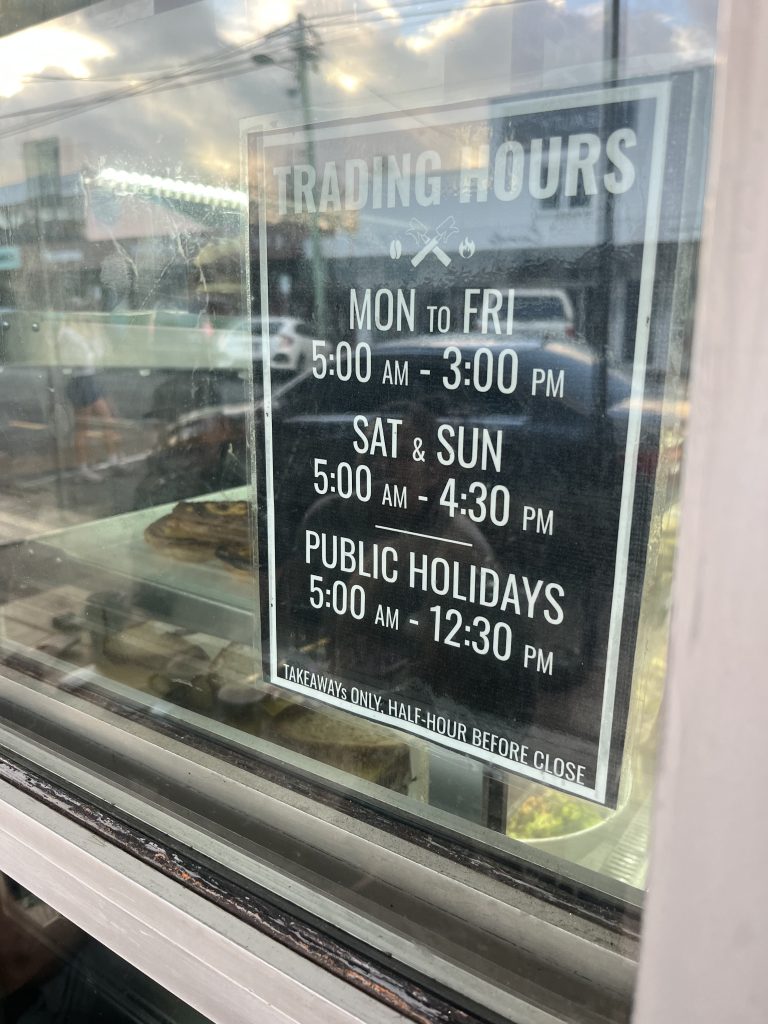 TRADING HOURS
MON TO FRI
5:00 AM - 3:00 PM
SAT & SUN
5:00 AM - 4:30 PM
PUBLIC HOLIDAYS
5:00 AM - 12:30 PM
TAKEAWAYs ONLY, HALF-HOUR BEFORE CLOSE